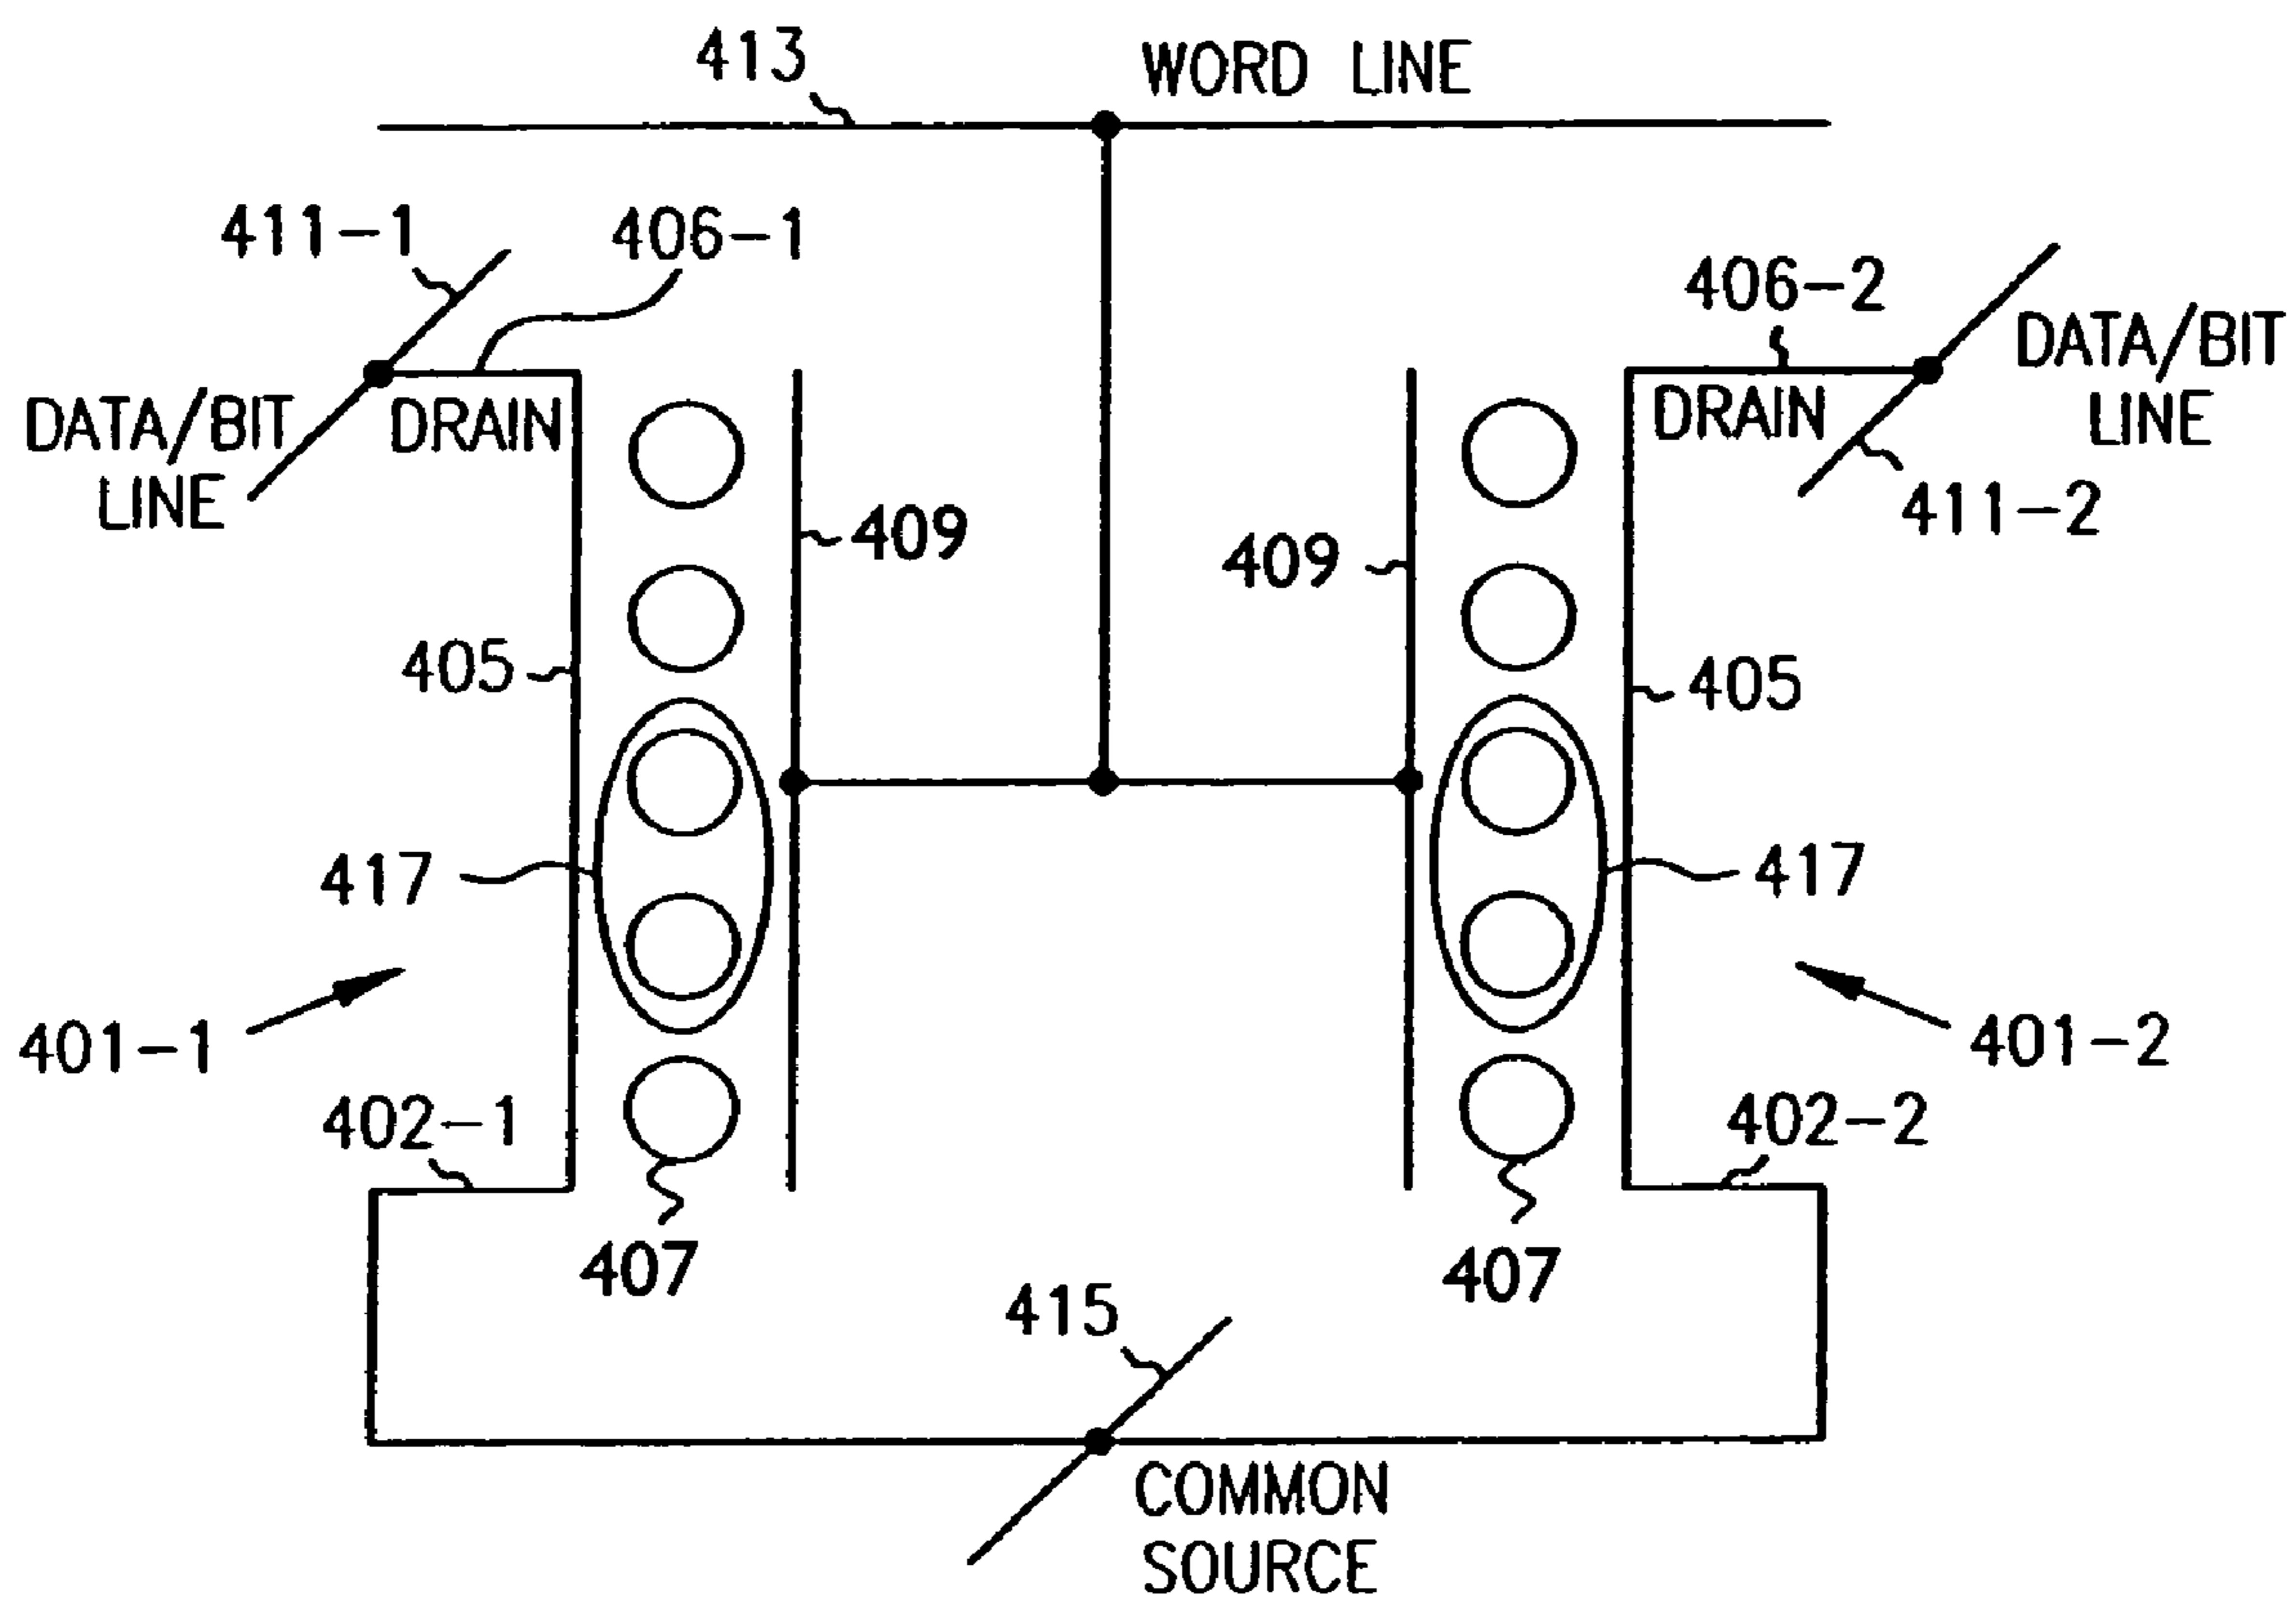 413
WORD LINE
411-1
406-1
406-2
DATA/BIT
LINE
DRAIN
DRAIN
DATA/BIT
LINE
411-2
409
409
405
405
417
417
401-1
401-2
402-1
402-2
407
407
415
COMMON
SOURCE